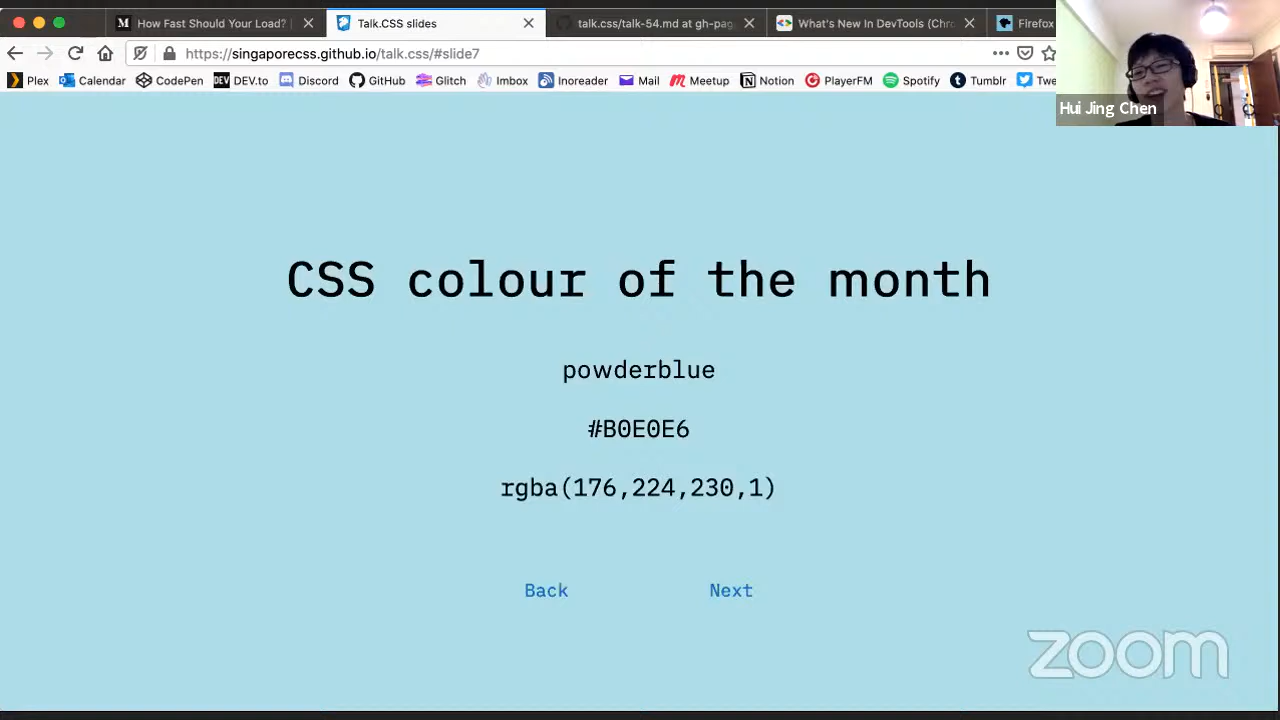 How Fast Should Your Load? |
Talk.CSS slides
talk.css/talk-54.md at gh-pag
What's New In DevTools (Chro
Firefox
https://singaporecss.github.io/talk.css/#slide7
Plex
Calendar
CodePen
DEV.to
Discord
GitHub
Glitch
Imbox
Inoreader
Mail
Meetup
Notion
PlayerFM
Spotify
Tumblr
Twe
Hui Jing Chen
CSS colour of the month
powderblue
#B0E0E6
rgba(176,224,230,1)
Back
Next
zoom